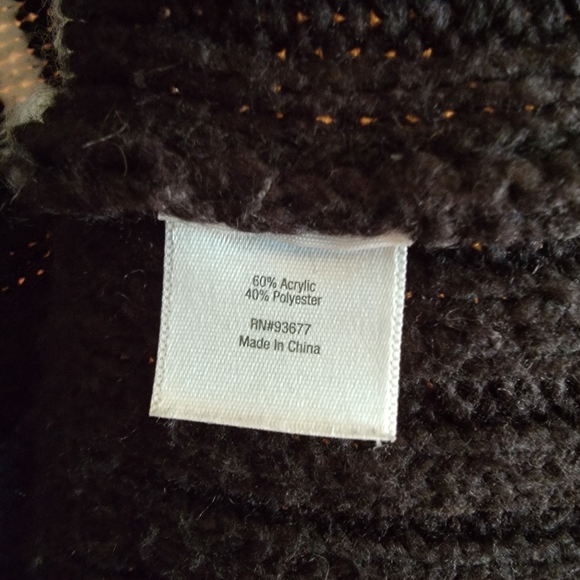 60% Acrylic
40% Polyester
RN#93677
Made In China